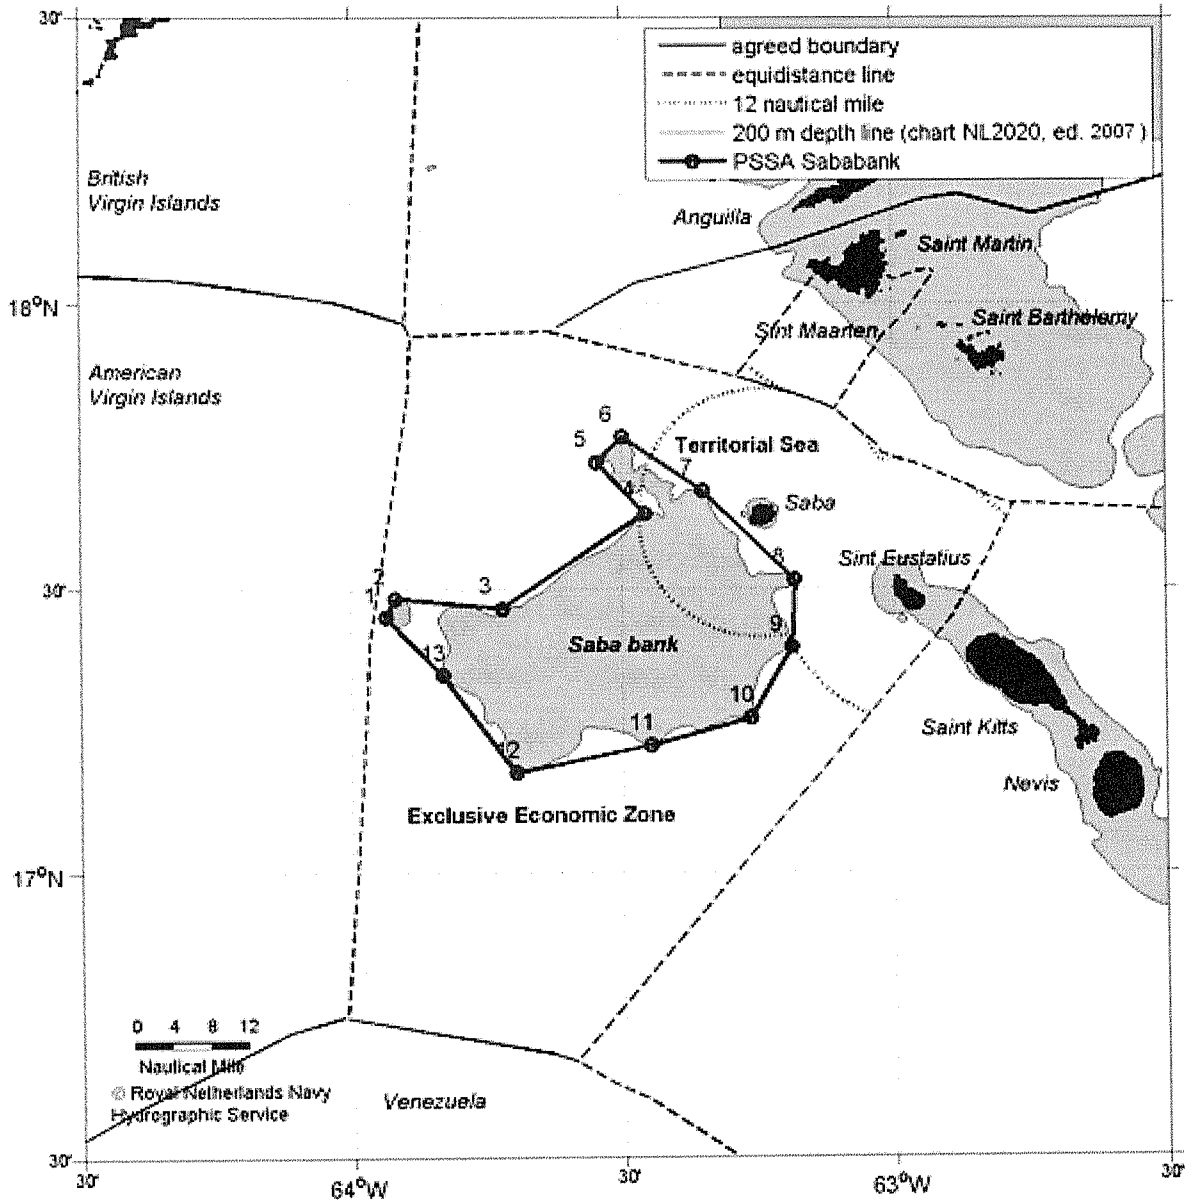 30'
agreed boundary
equidistance line
12 nautical mile
200 m depth line (chart NL2020, ed. 2007 )
PSSA Sababank
British
Virgin Islands
Anguilla
Saint Martin
18°N
Sint Maarten
Saint Barthelemy
American
Virgin Islands
6
5
Territorial Sea
7
4
Saba
8
Sint Eustatius
30'
2
1
3
9
Saba bank
13
10
11
Saint Kitts
12
Nevis
Exclusive Economic Zone
17°N
0 4 8 12
Nautical Mile
© Royal Netherlands Navy
Hydrographic Service
Venezuela
30'
30'
64°W
30'
63°W
30'